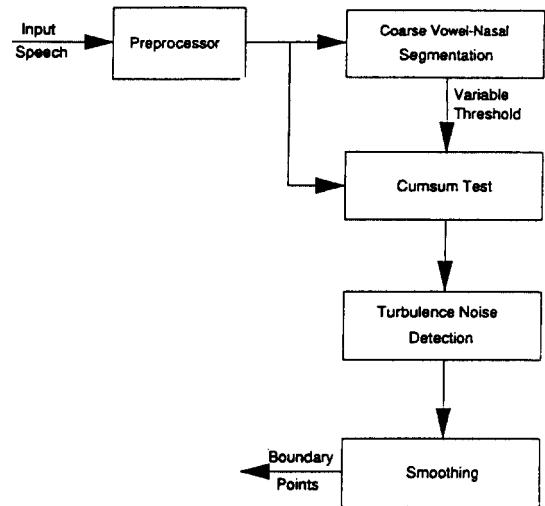 Input
Speech
Preprocessor
Coarse Vowel-Nasal
Segmentation
Variable
Threshold
Cumsum Test
Turbulence Noise
Detection
Smoothing
Boundary
Points